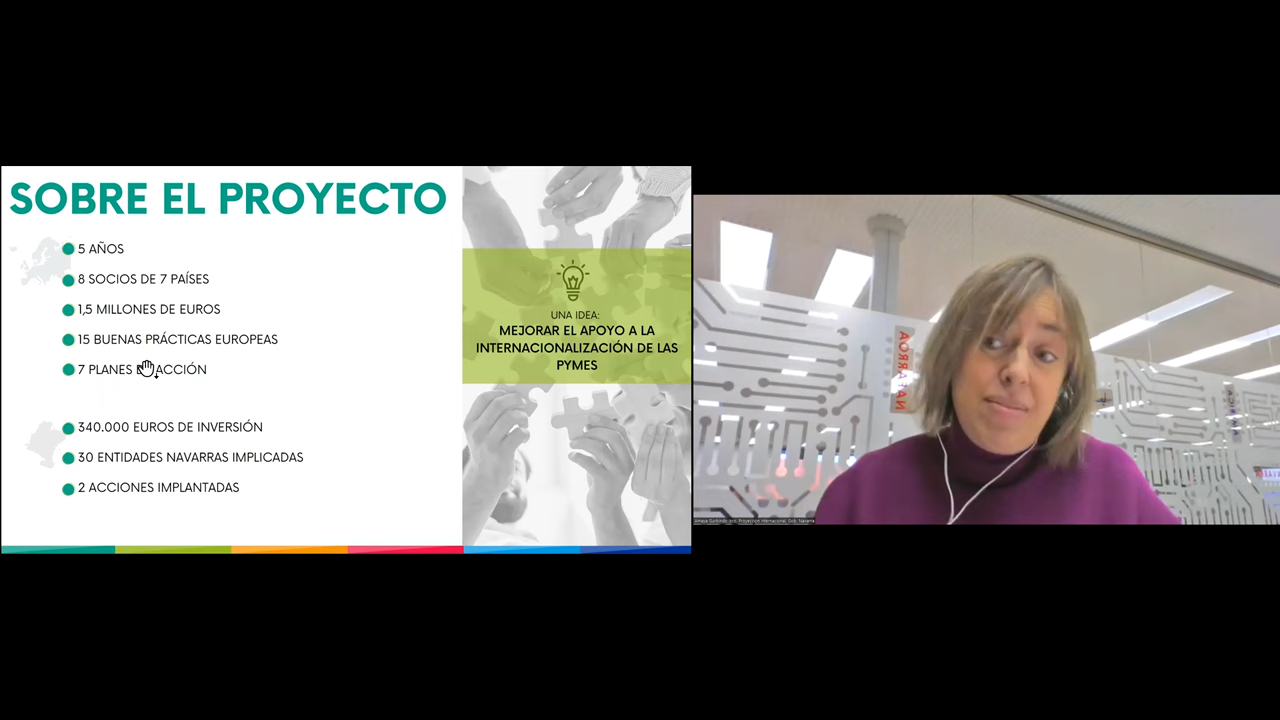 SOBRE EL PROYECTO
5 AÑOS
8 SOCIOS DE 7 PAÍSES
1,5 MILLONES DE EUROS
15 BUENAS PRÁCTICAS EUROPEAS
7 PLANES DE ACCIÓN
340.000 EUROS DE INVERSIÓN
30 ENTIDADES NAVARRAS IMPLICADAS
2 ACCIONES IMPLANTADAS
UNA IDEA:
MEJORAR EL APOYO A LA
INTERNACIONALIZACIÓN DE LAS
PYMES